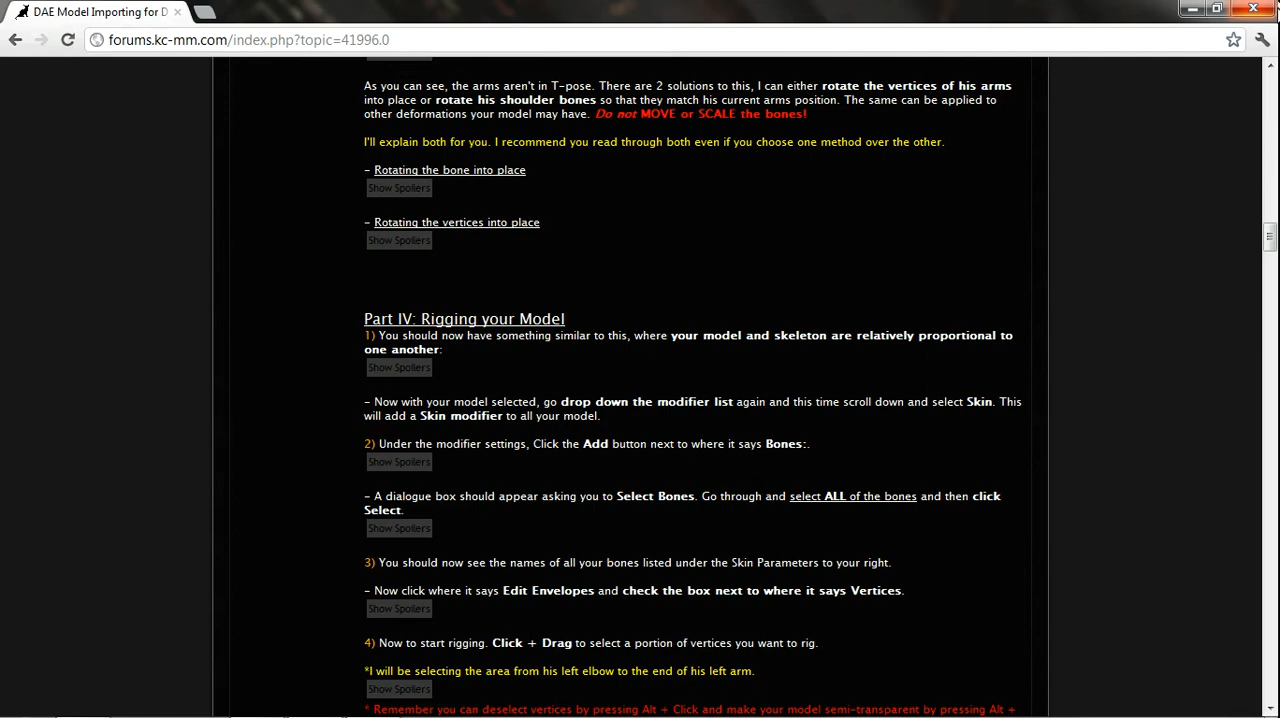 DAE Model Importing for D
forums.kc-mm.com/index.php?topic=41996.0
As you can see, the arms aren't in T-pose. There are 2 solutions to this, I can either rotate the vertices of his arms
into place or rotate his shoulder bones so that they match his current arms position. The same can be applied to
other deformations your model may have. Do not MOVE or SCALE the bones!
I'll explain both for you. I recommend you read through both even if you choose one method over the other.
- Rotating the bone into place
Show Spoilers
- Rotating the vertices into place
Show Spoilers
Part IV: Rigging your Model
1) You should now have something similar to this, where your model and skeleton are relatively proportional to
one another:
Show Spoilers
- Now with your model selected, go drop down the modifier list again and this time scroll down and select Skin. This
will add a Skin modifier to all your model.
2) Under the modifier settings, Click the Add button next to where it says Bones:.
Show Spoilers
- A dialogue box should appear asking you to Select Bones. Go through and select ALL of the bones and then click
Select.
Show Spoilers
3) You should now see the names of all your bones listed under the Skin Parameters to your right.
- Now click where it says Edit Envelopes and check the box next to where it says Vertices.
Show Spoilers
4) Now to start rigging. Click + Drag to select a portion of vertices you want to rig.
*I will be selecting the area from his left elbow to the end of his left arm.
Show Spoilers
* Remember you can deselect vertices by pressing Alt + Click and make your model semi-transparent by pressing Alt +